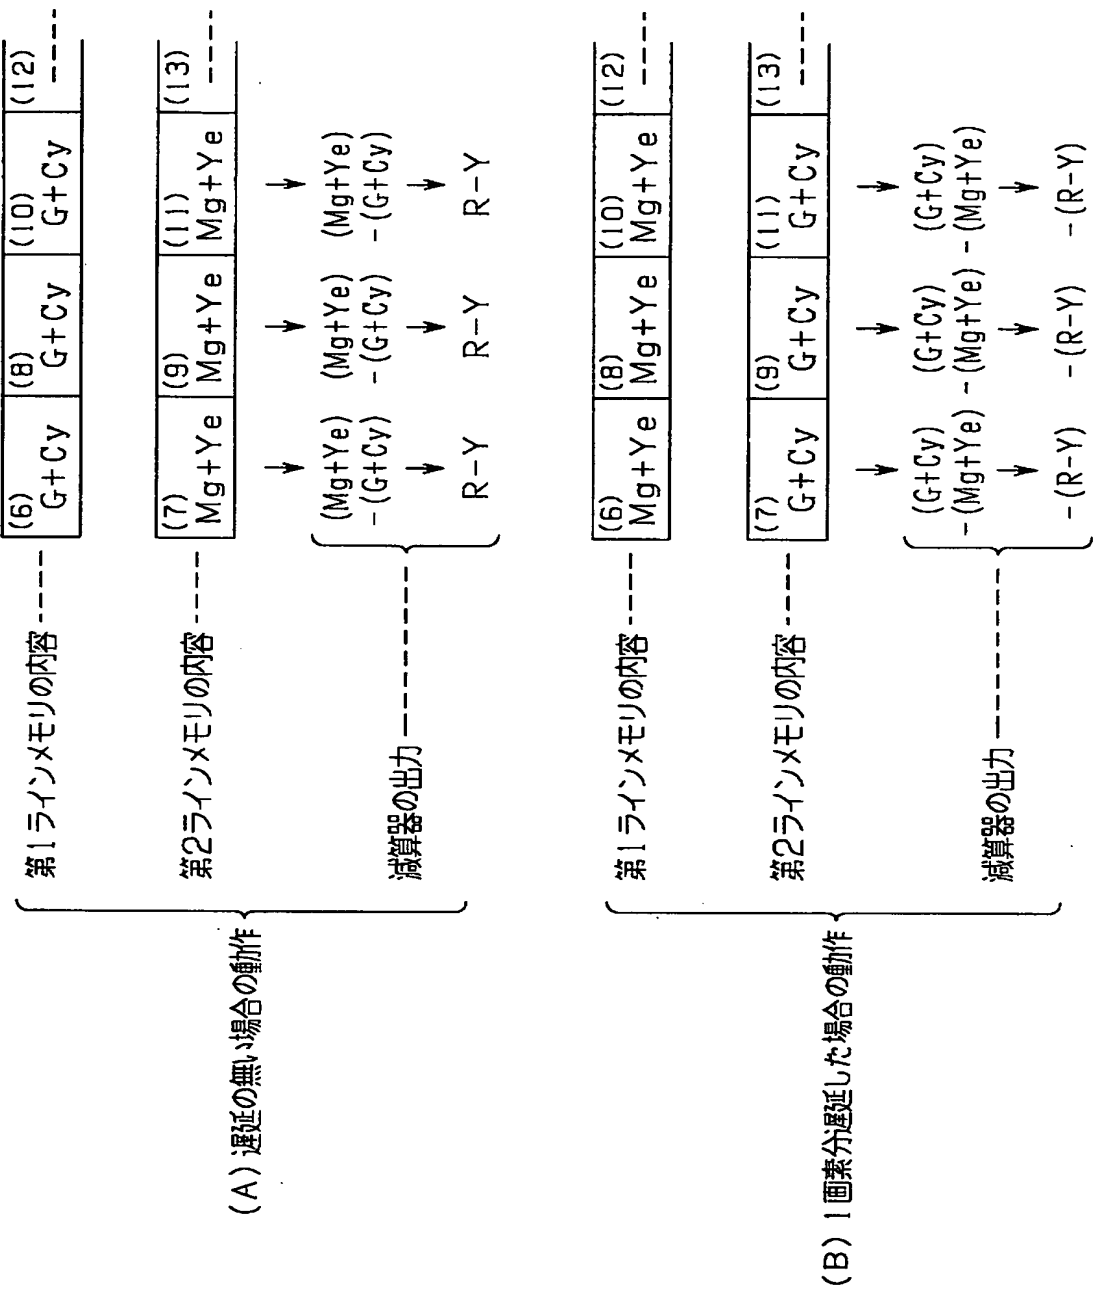 (A) 遅延の無い場合の動作
第1ラインメモリの内容
(6) (8) (10) (12)
G+Cy G+Cy G+Cy
第2ラインメモリの内容
(7) (9) (11) (13)
Mg+Ye Mg+Ye Mg+Ye
減算器の出力
(Mg+Ye) (Mg+Ye) (Mg+Ye)
-(G+Cy) -(G+Cy) -(G+Cy)
R-Y R-Y R-Y
(B) 1画素分遅延した場合の動作
第1ラインメモリの内容
(6) (8) (10) (12)
Mg+Ye Mg+Ye Mg+Ye
第2ラインメモリの内容
(7) (9) (11) (13)
G+Cy G+Cy G+Cy
減算器の出力
(G+Cy) (G+Cy) (G+Cy)
-(Mg+Ye) -(Mg+Ye) -(Mg+Ye)
-(R-Y) -(R-Y) -(R-Y)